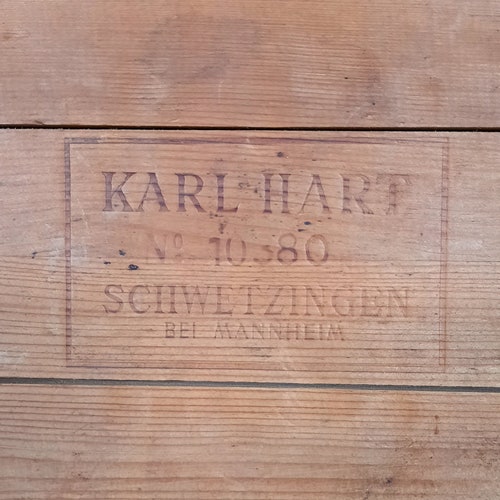 KARL HART
No 10380
SCHWETZINGEN
BEI MANNHEIM